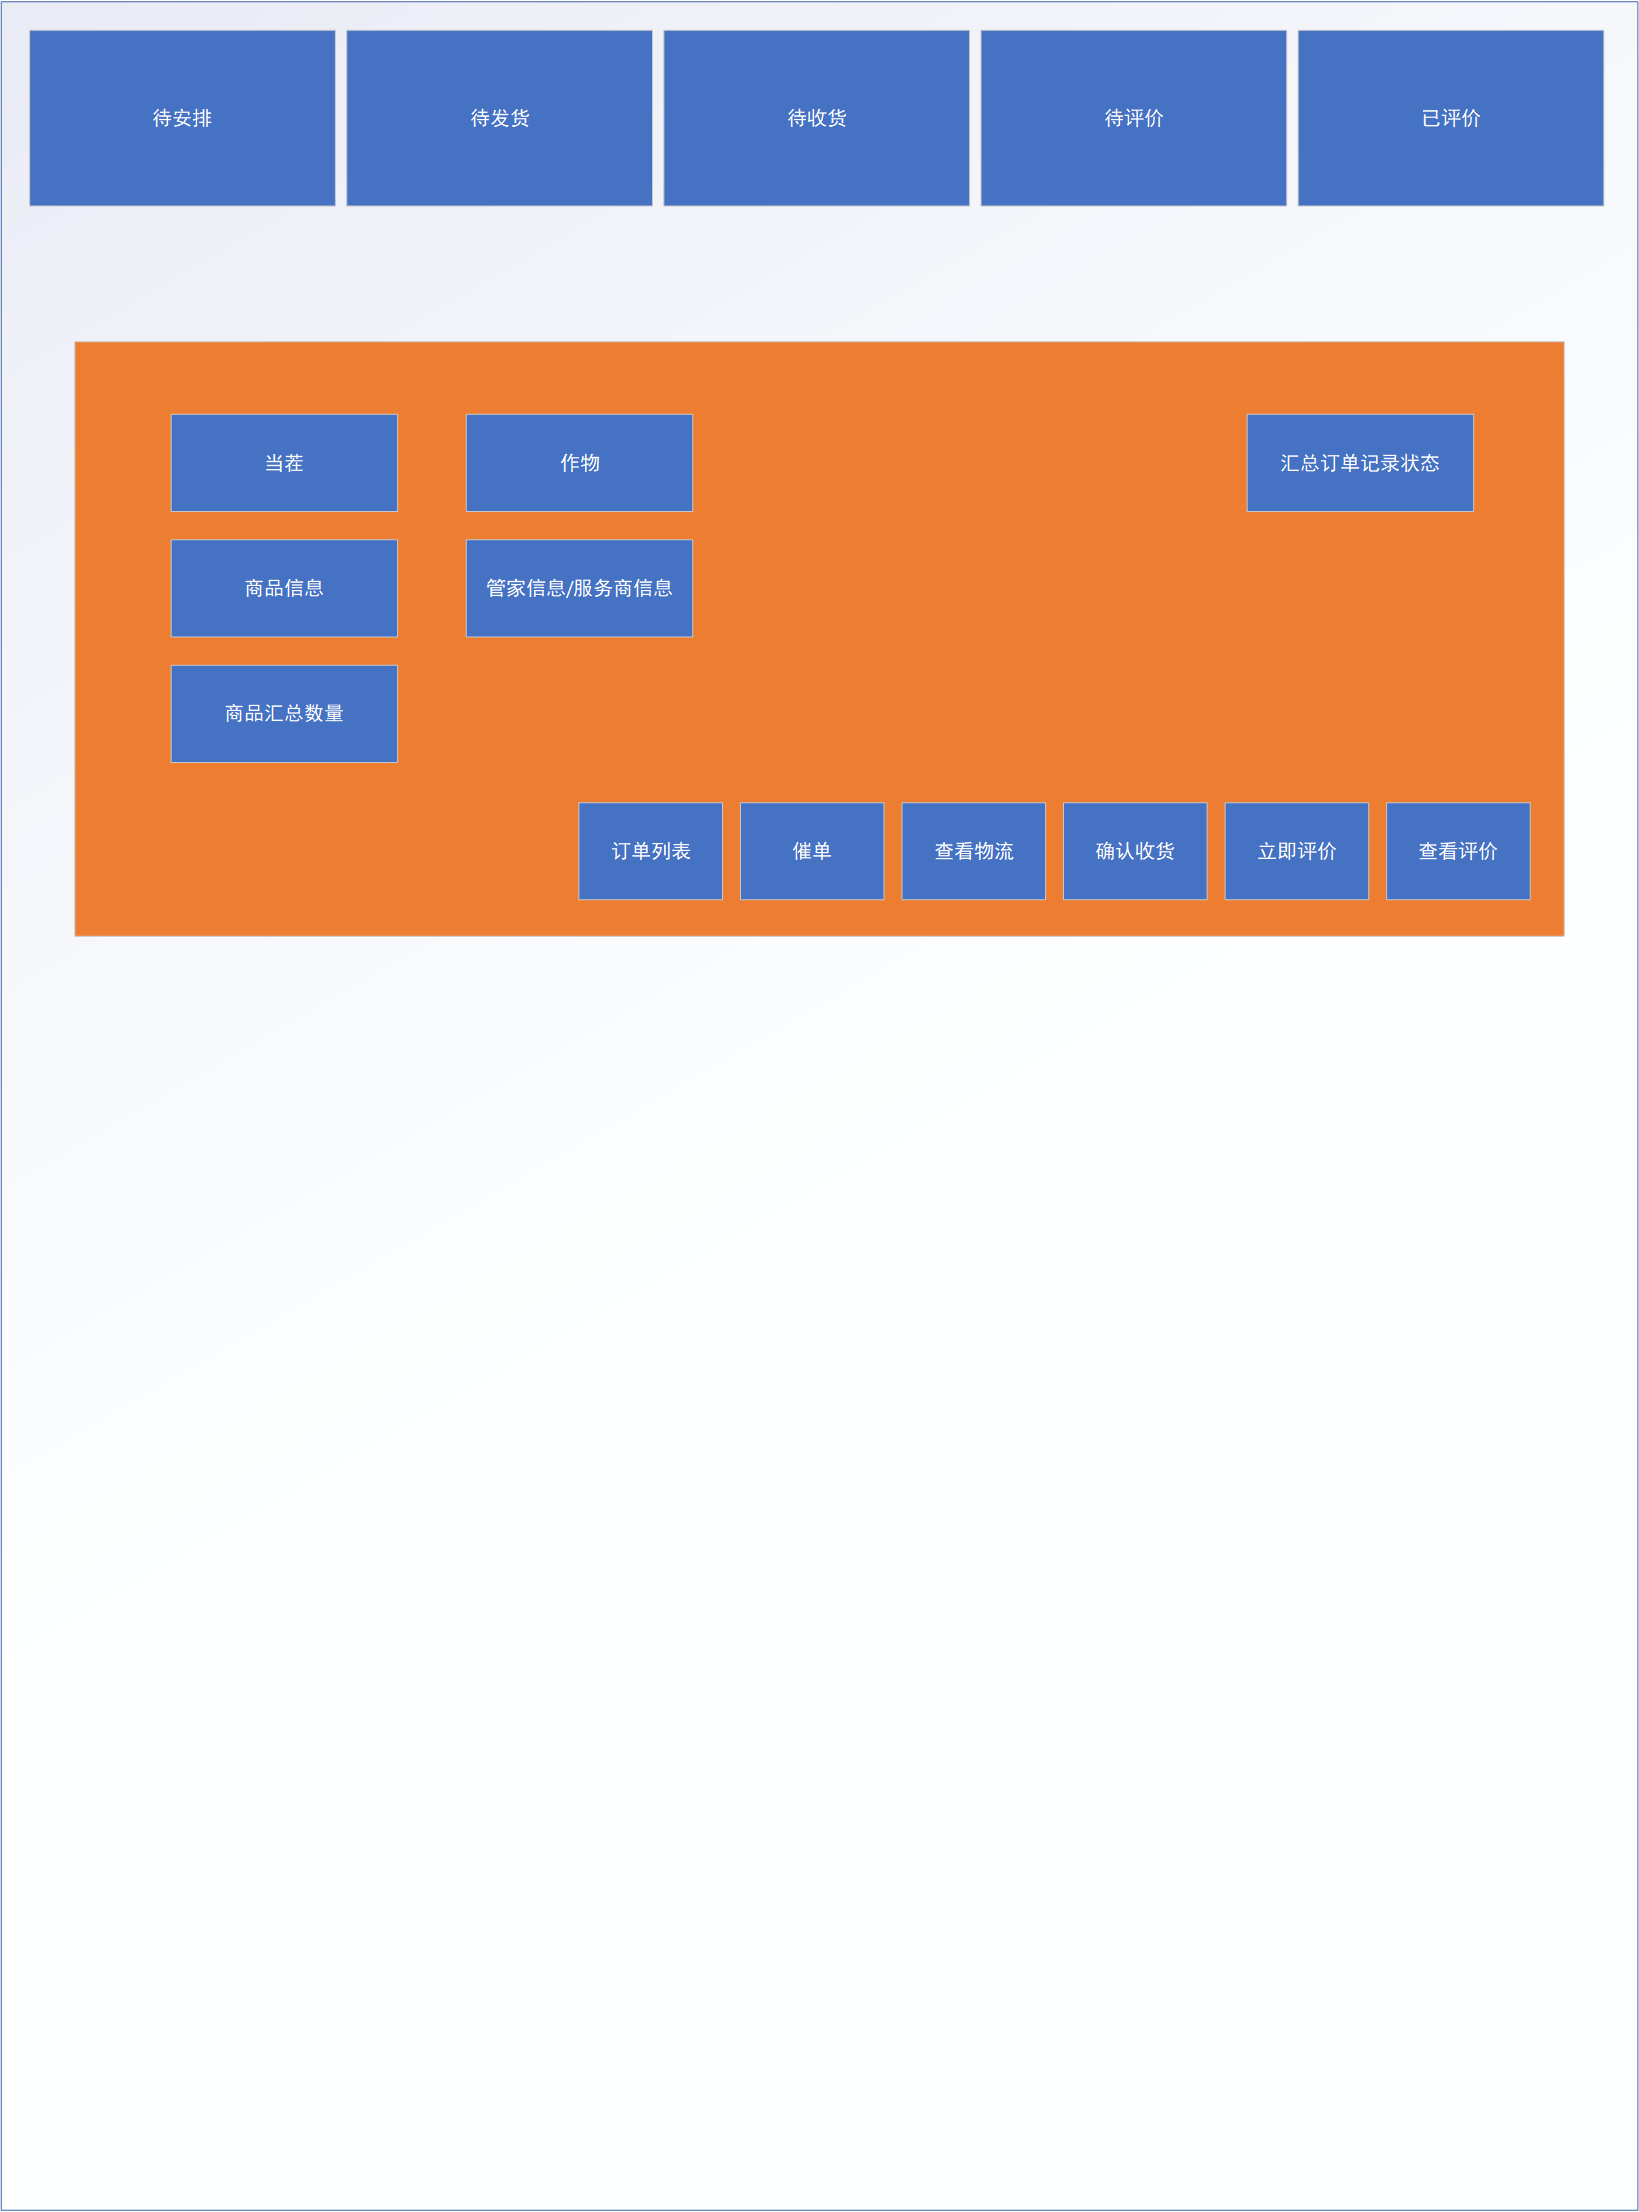 待安排
待发货
待收货
待评价
已评价
当茬
作物
汇总订单记录状态
商品信息
管家信息/服务商信息
商品汇总数量
订单列表
催单
查看物流
确认收货
立即评价
查看评价